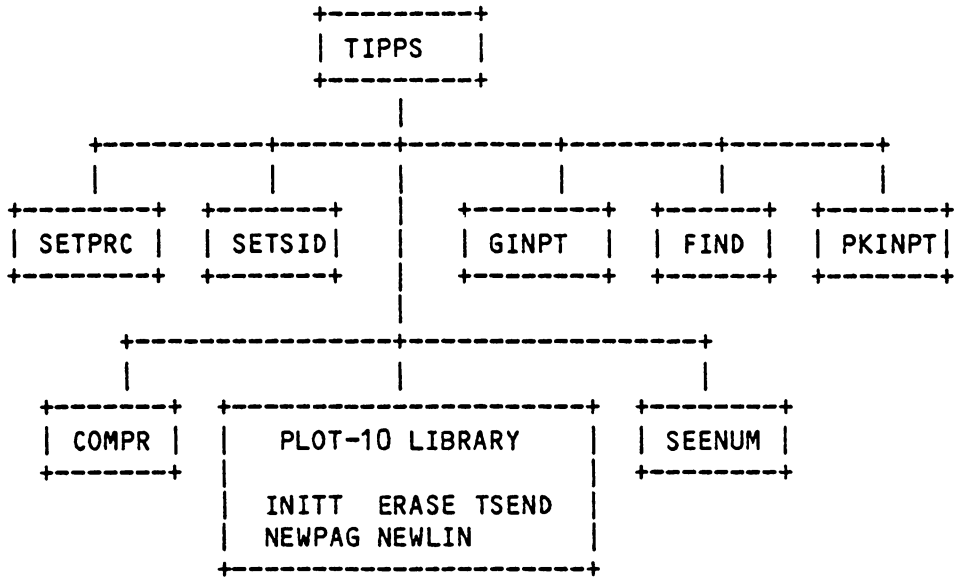 TIPPS
SETPRC SETSID GINPT FIND PKINPT
COMPR PLOT-10 LIBRARY SEENUM
INITT ERASE TSEND
NEWPAG NEWLIN